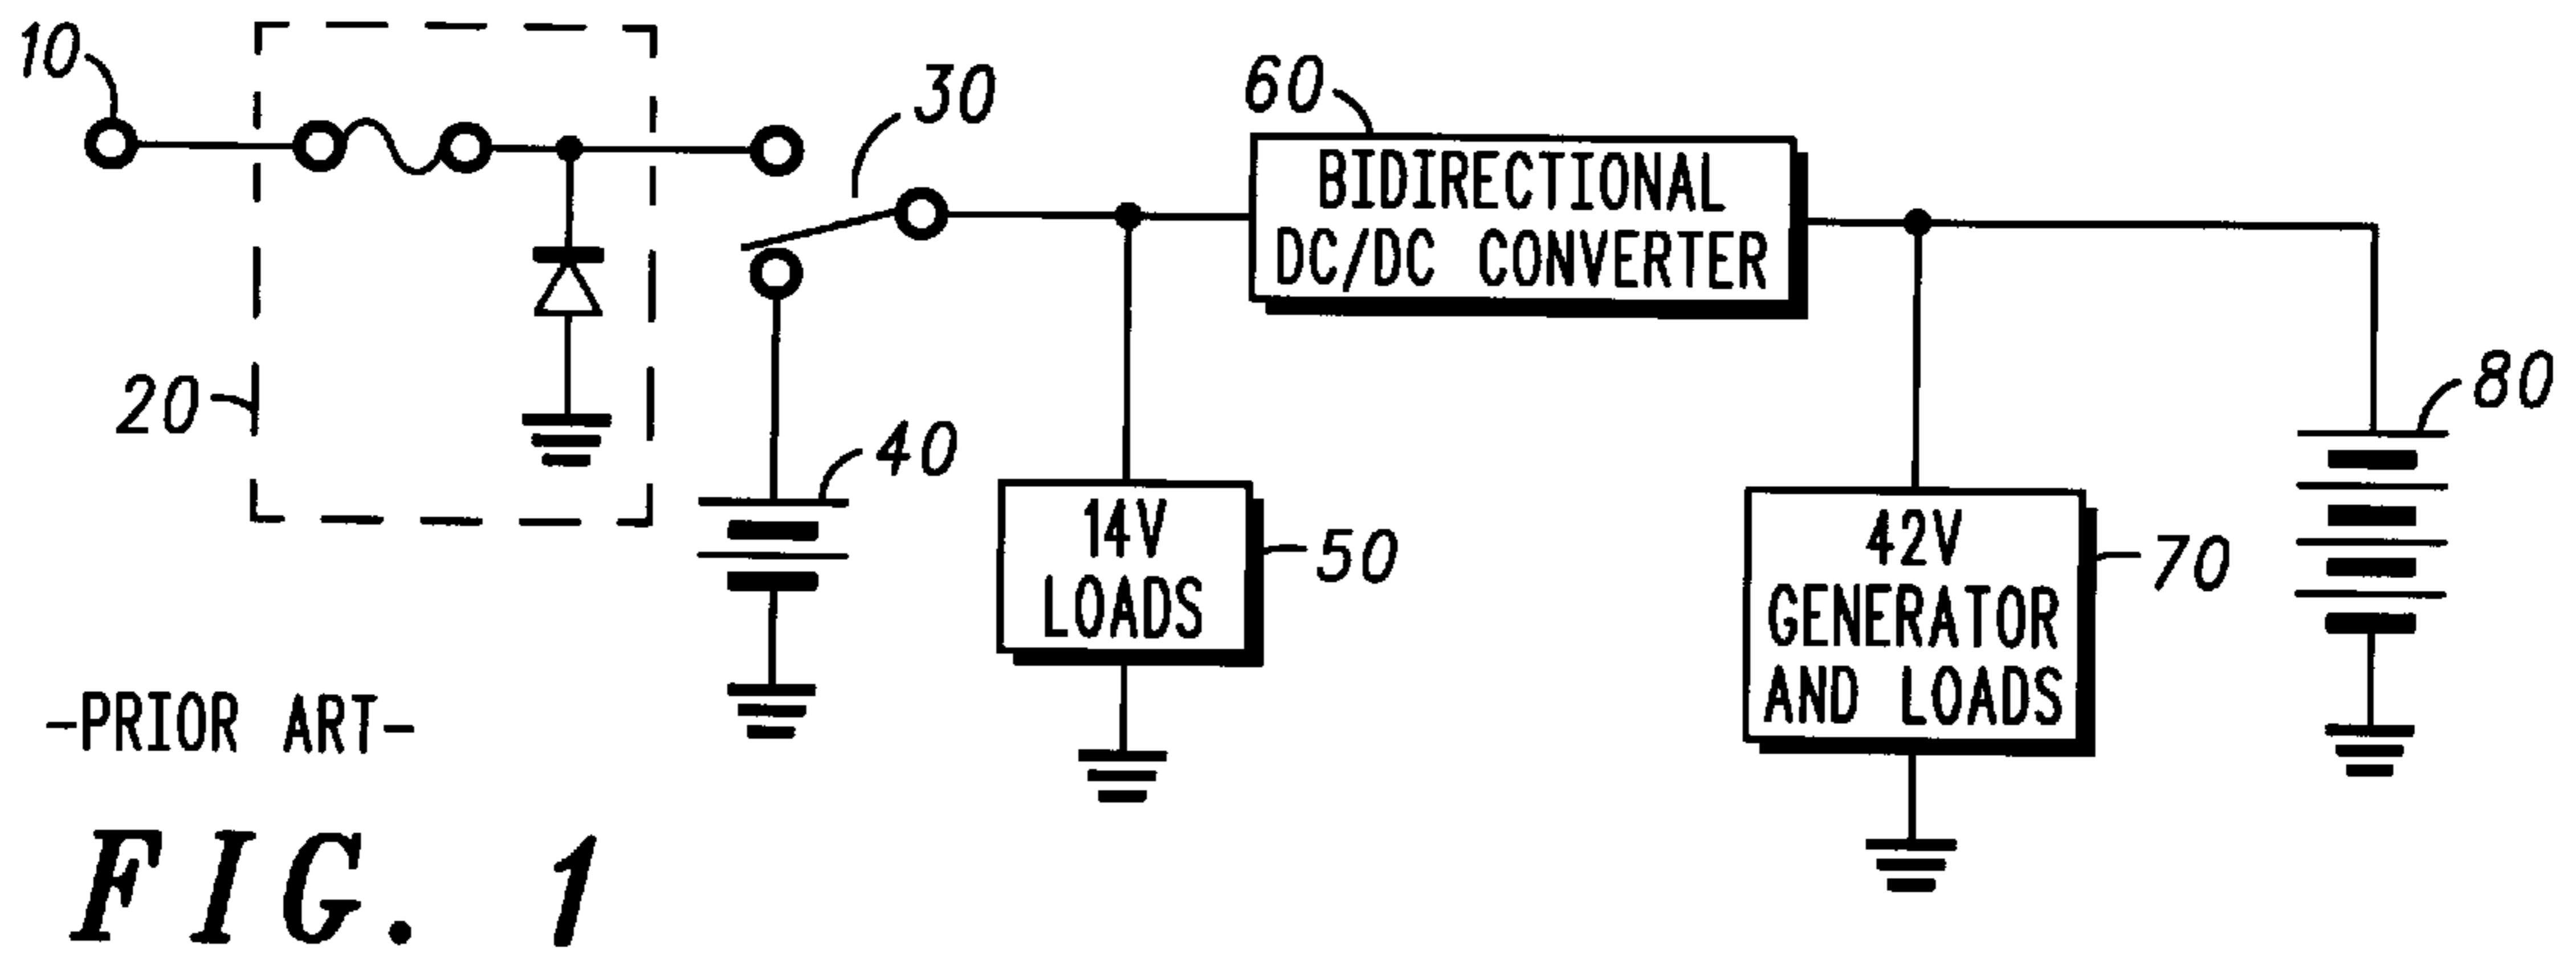 10
30
60
BIDIRECTIONAL
DC/DC CONVERTER
20
40
80
14V
LOADS
50
42V
GENERATOR
AND LOADS
70
-PRIOR ART-
FIG. 1